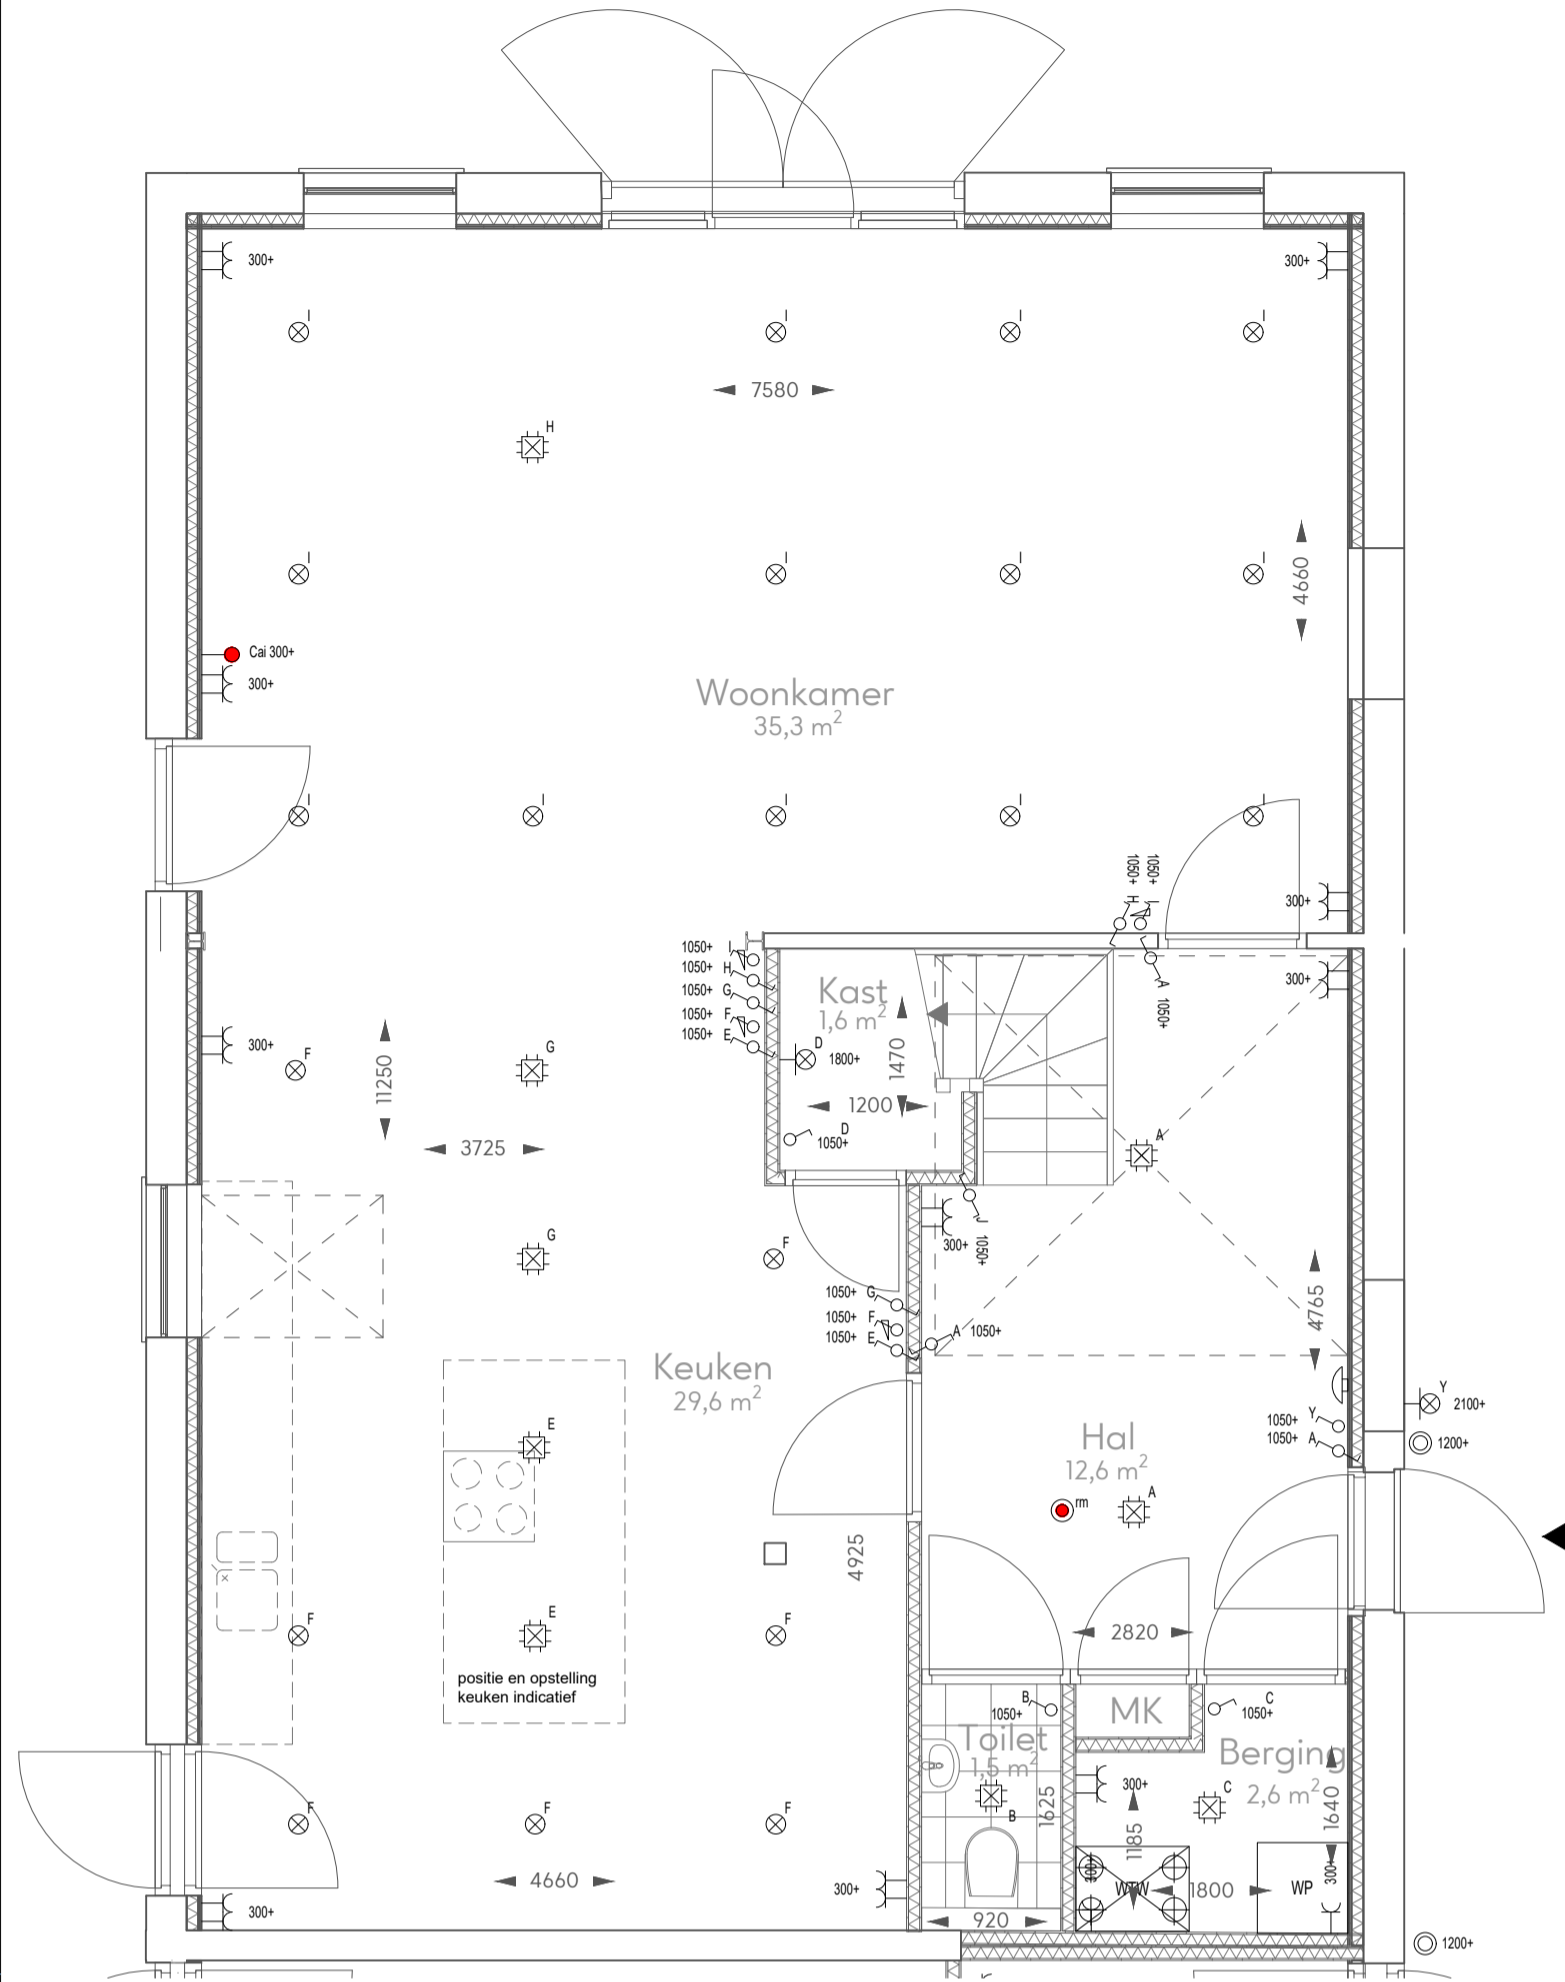 300+
300+
I
I
I
I
7580
H
I
I
I
I
4660
Cai 300+
300+
Woonkamer
35,3 m²
I
I
I
I
I
1050+ H
1050+ I
300+
1050+ I
1050+ H
1050+ G
1050+ F
1050+ E
Kast
1,6 m²
A 1050+
300+
D
1800+
1470
1200
D
1050+
300+
F
G
11250
3725
A
G
F
300+
J 1050+
1050+ G
1050+ F
1050+ E
A 1050+
4765
Keuken
29,6 m²
E
Y
2100+
1050+ Y
1050+ A
1200+
Hal
12,6 m²
rm
A
4925
F
E
F
2820
positie en opstelling
keuken indicatief
B
1050+
MK
C
1050+
Toilet
1,5 m²
Berging
2,6 m²
300+
C
B
1625
1185
1640
F
F
F
4660
300+
300+
WTW
1800
WP
300+
300+
920
1200+